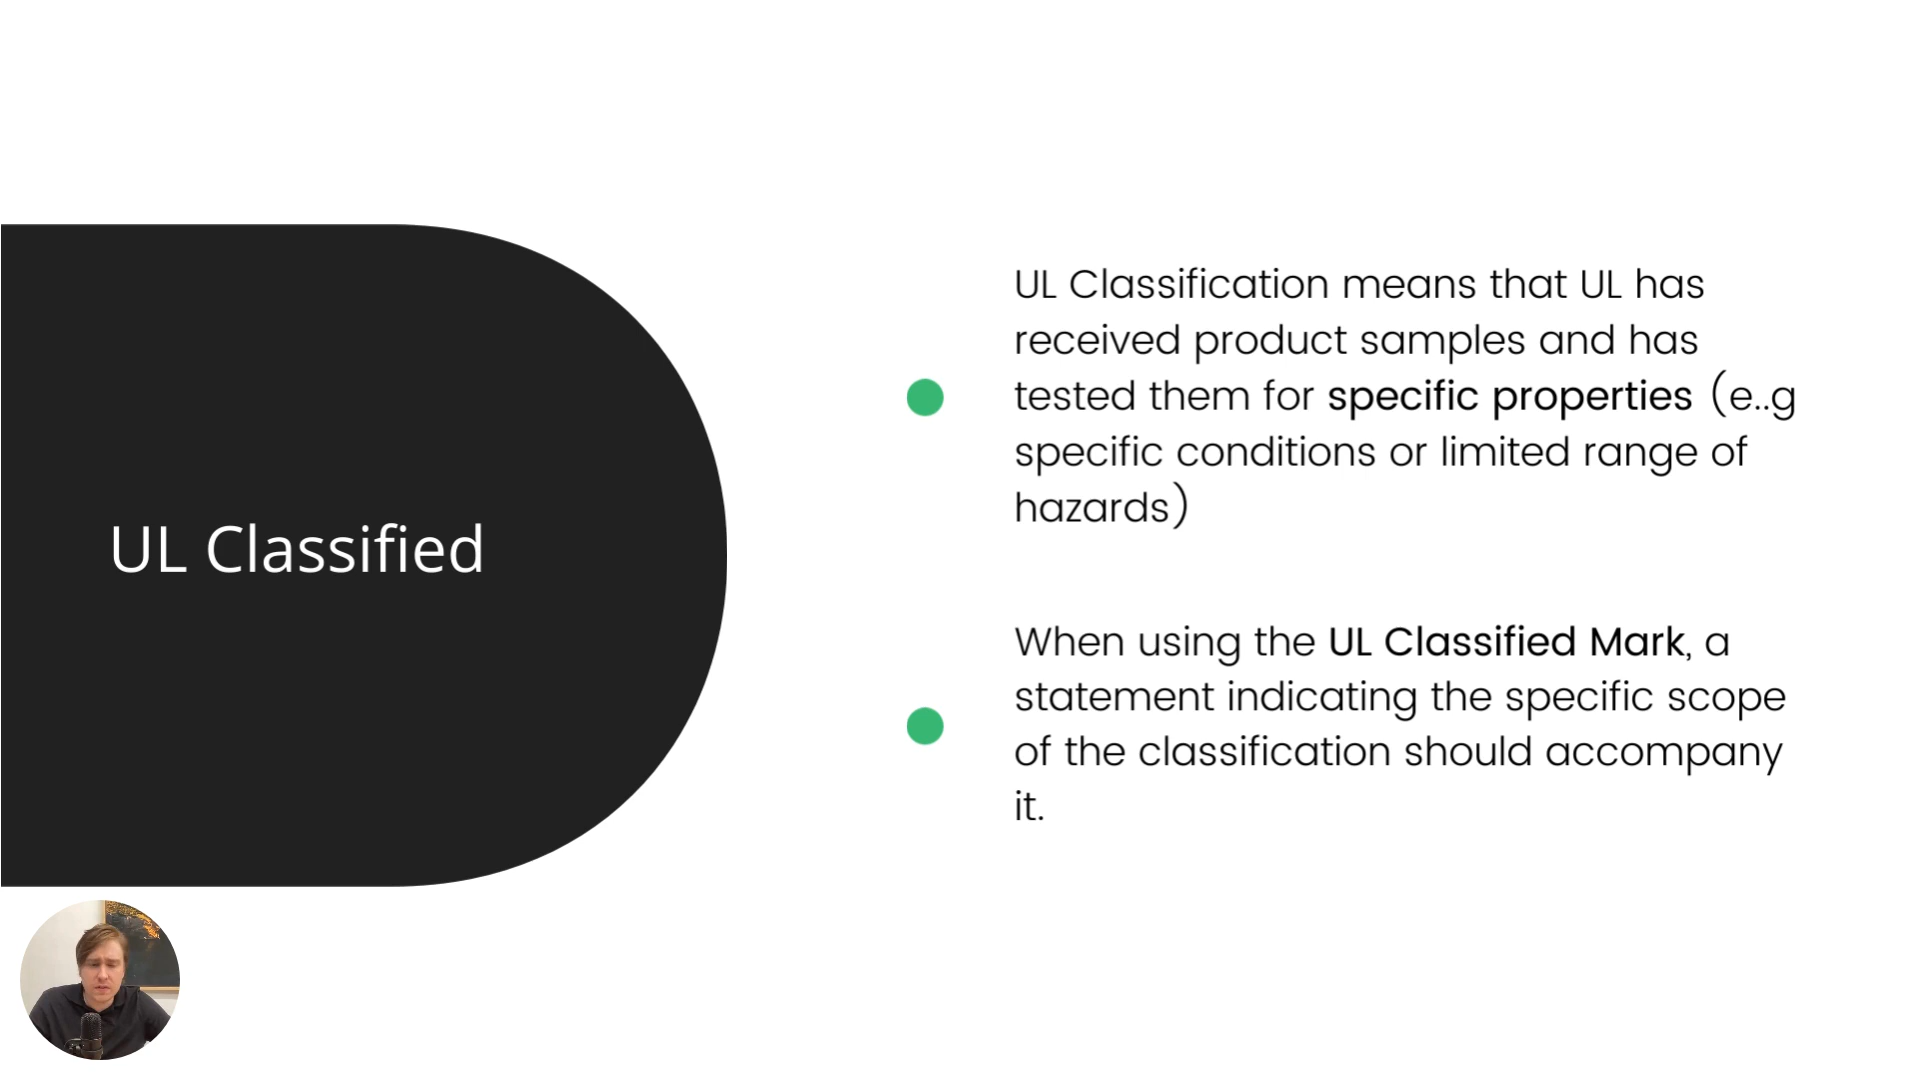 UL Classified
UL Classification means that UL has
received product samples and has
tested them for specific properties (e..g
specific conditions or limited range of
hazards)
When using the UL Classified Mark, a
statement indicating the specific scope
of the classification should accompany
it.